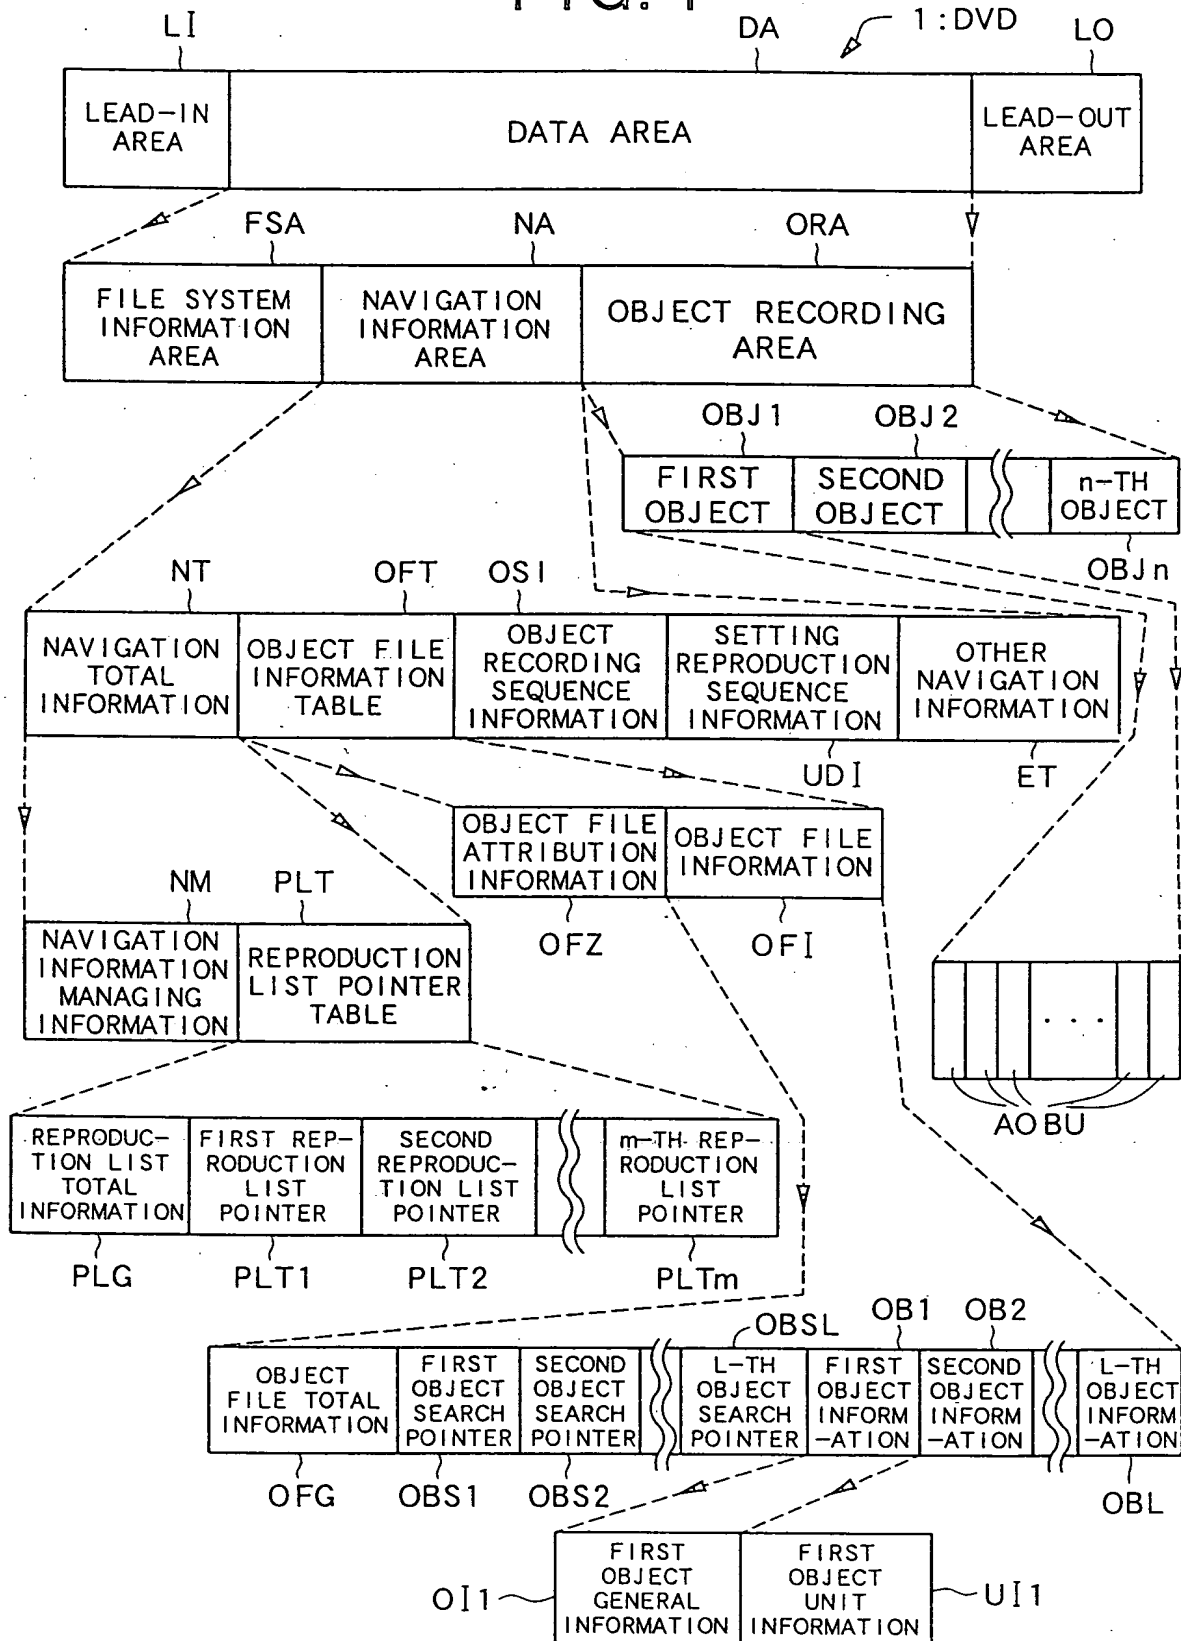 LI
DA
1:DVD
LO
LEAD-IN
AREA
DATA AREA
LEAD-OUT
AREA
FSA
NA
ORA
FILE SYSTEM
INFORMATION
AREA
NAVIGATION
INFORMATION
AREA
OBJECT RECORDING
AREA
OBJ1
OBJ2
FIRST
OBJECT
SECOND
OBJECT
n-TH
OBJECT
OBJn
NT
OFT
OSI
NAVIGATION
TOTAL
INFORMATION
OBJECT FILE
INFORMATION
TABLE
OBJECT
RECORDING
SEQUENCE
INFORMATION
SETTING
REPRODUCTION
SEQUENCE
INFORMATION
OTHER
NAVIGATION
INFORMATION
UDI
ET
OBJECT FILE
ATTRIBUTION
INFORMATION
OBJECT FILE
INFORMATION
NM
PLT
OFZ
OFI
NAVIGATION
INFORMATION
MANAGING
INFORMATION
REPRODUCTION
LIST POINTER
TABLE
...
AOBU
REPRODUC-
TION LIST
TOTAL
INFORMATION
FIRST REP-
RODUCTION
LIST
POINTER
SECOND
REPRODUC-
TION LIST
POINTER
m-TH REP-
RODUCTION
LIST
POINTER
PLG
PLT1
PLT2
PLTm
OBSL
OB1
OB2
OBJECT
FILE TOTAL
INFORMATION
FIRST
OBJECT
SEARCH
POINTER
SECOND
OBJECT
SEARCH
POINTER
L-TH
OBJECT
SEARCH
POINTER
FIRST
OBJECT
INFORM
-ATION
SECOND
OBJECT
INFORM
-ATION
L-TH
OBJECT
INFORM
-ATION
OFG
OBS1
OBS2
OBL
OI1
FIRST
OBJECT
GENERAL
INFORMATION
FIRST
OBJECT
UNIT
INFORMATION
UI1